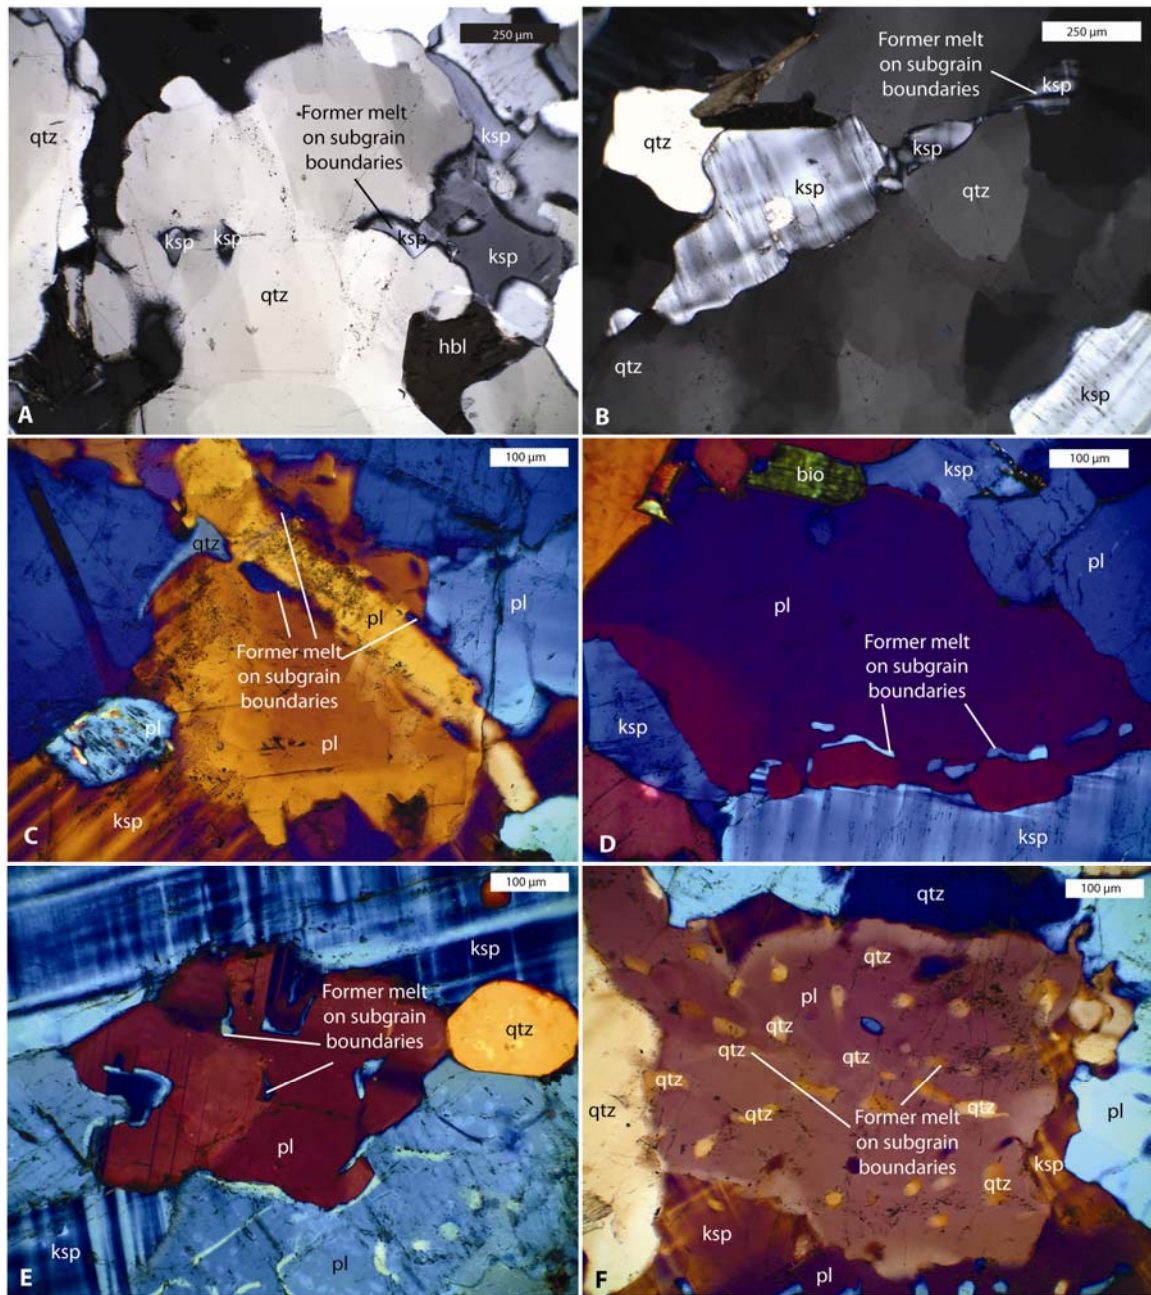 250 µm
Former melt
on subgrain
boundaries
qtz
ksp
ksp
ksp
ksp
ksp
qtz
hbl
A
250 µm
Former melt
on subgrain
boundaries
ksp
qtz
ksp
ksp
qtz
qtz
ksp
B
100 µm
qtz
pl
pl
Former melt
on subgrain
boundaries
pl
pl
ksp
C
100 µm
bio
ksp
pl
pl
Former melt
on subgrain
boundaries
ksp
ksp
D
100 µm
ksp
Former melt
on subgrain
boundaries
qtz
pl
ksp
pl
E
100 µm
qtz
qtz
pl
qtz
qtz
qtz
qtz
qtz
qtz
qtz
Former melt
on subgrain
boundaries
pl
ksp
qtz
ksp
pl
F